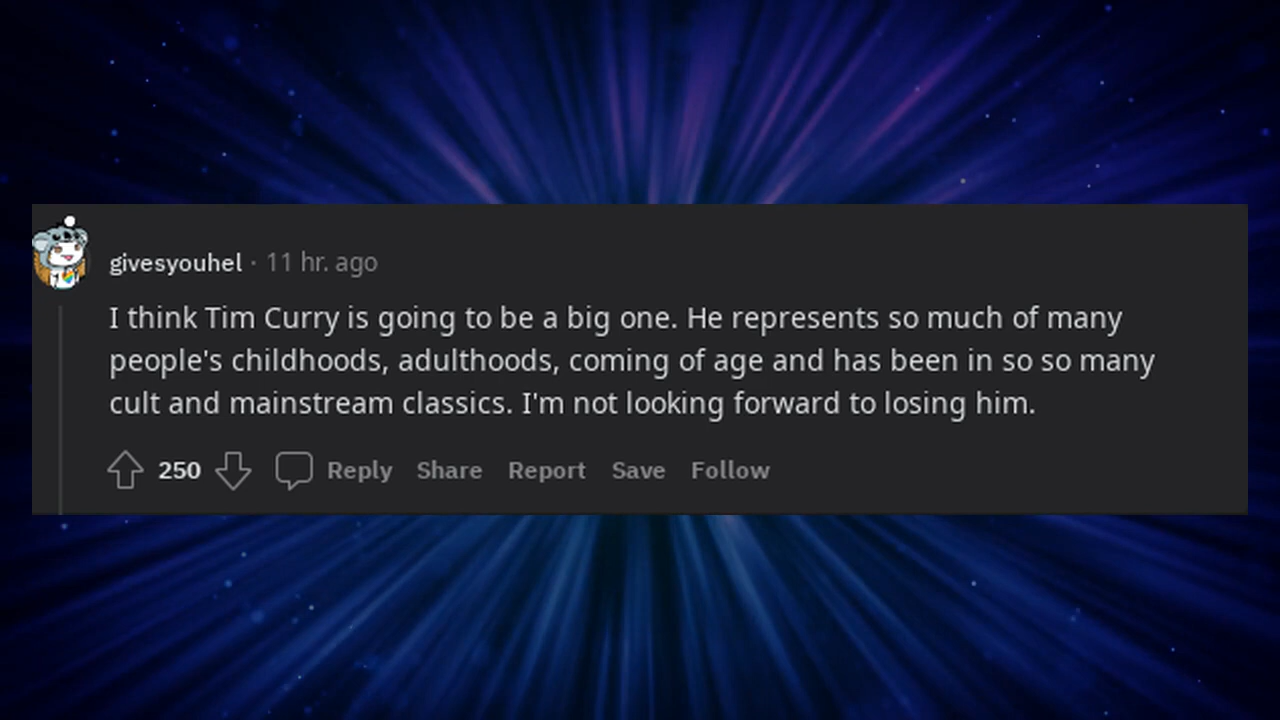 givesyouhel · 11 hr. ago
I think Tim Curry is going to be a big one. He represents so much of many
people's childhoods, adulthoods, coming of age and has been in so so many
cult and mainstream classics. I'm not looking forward to losing him.
250 Reply Share Report Save Follow